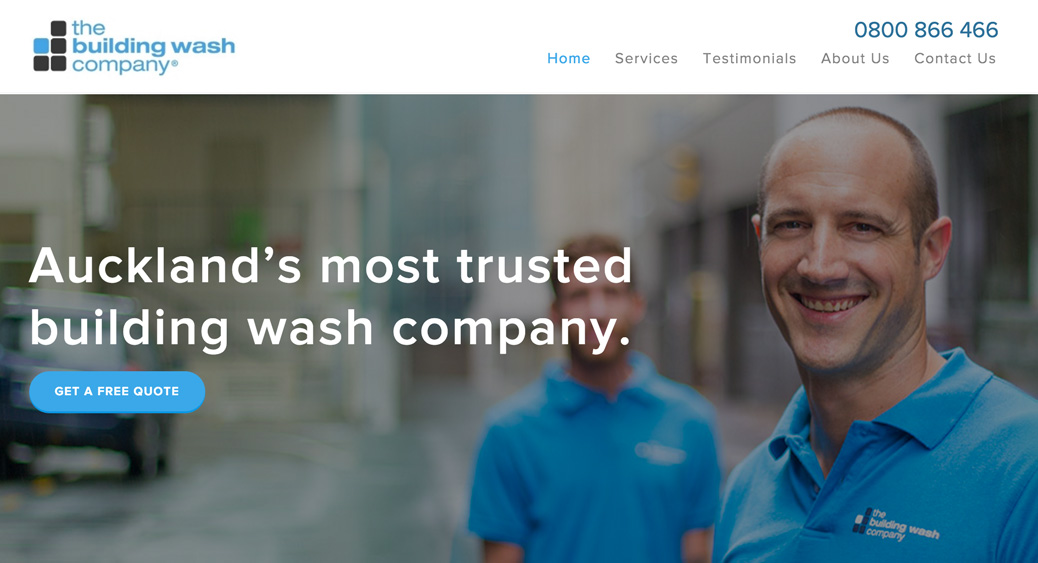 the
building wash
company®
0800 866 466
Home Services Testimonials About Us Contact Us
Auckland's most trusted
building wash company.
GET A FREE QUOTE
the
building wash
company